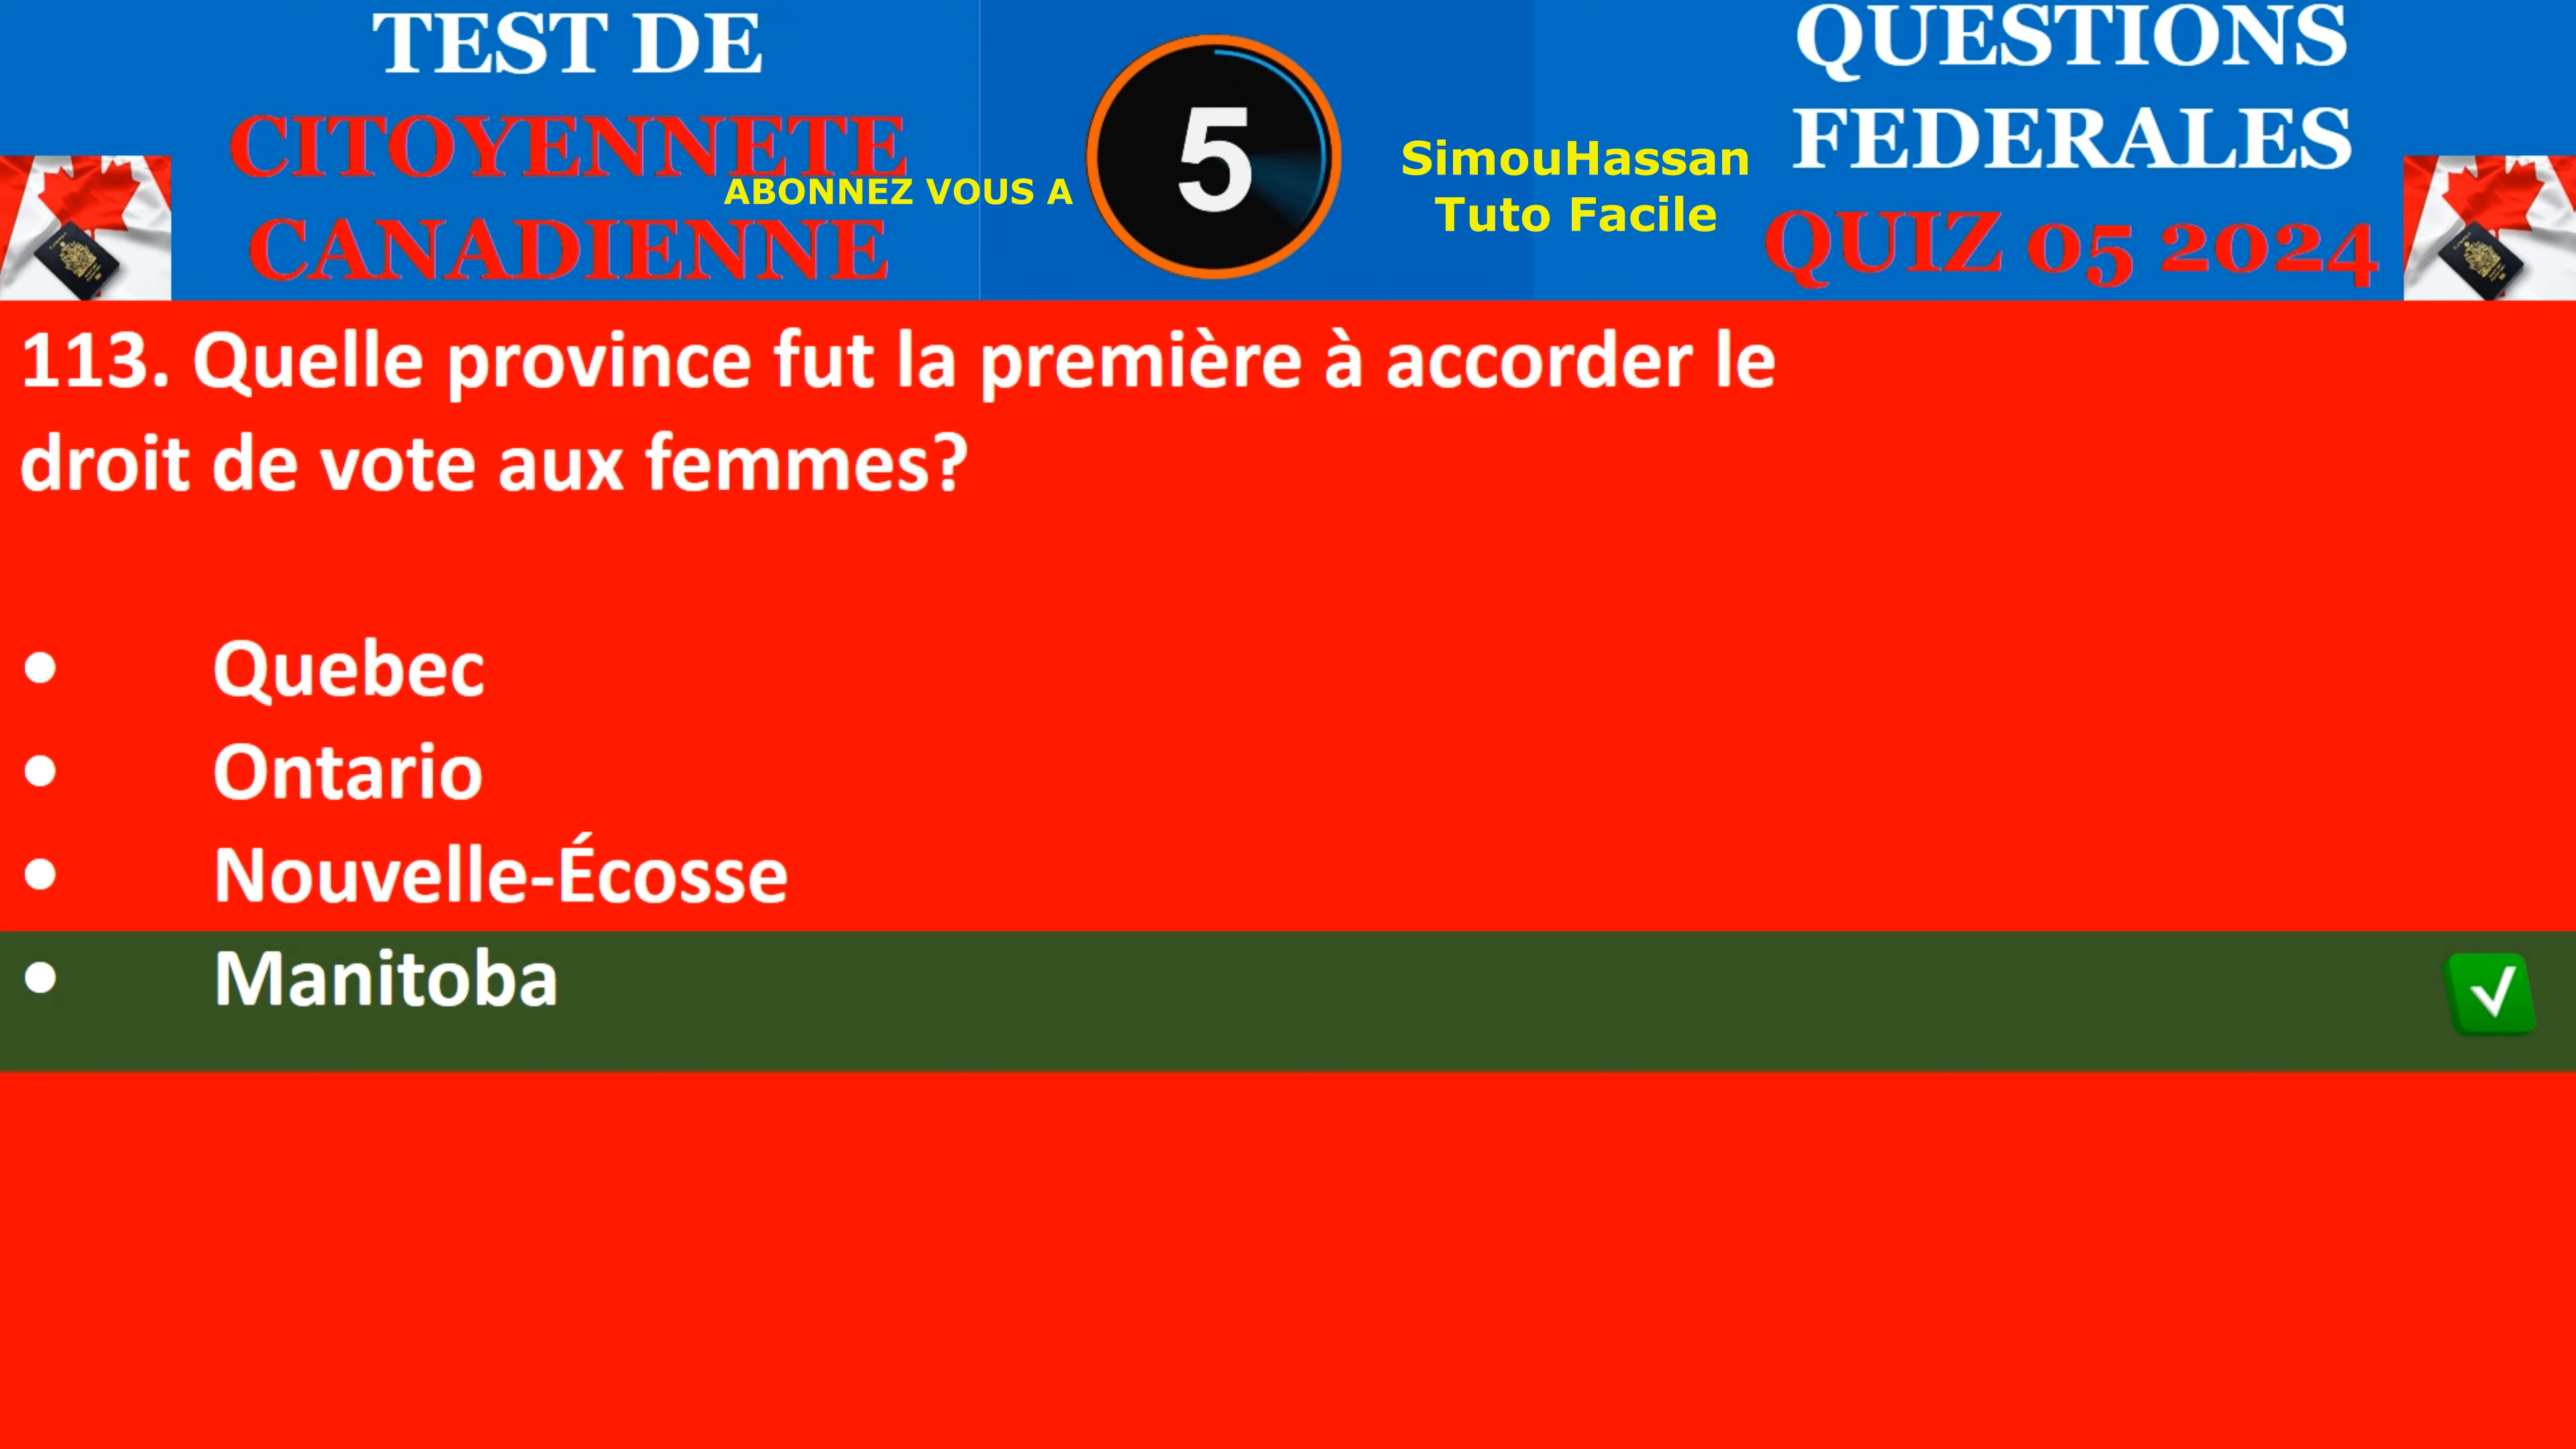 TEST DE
CITOYENNETE
CANADIENNE
ABONNEZ VOUS A
5
SimouHassan
Tuto Facile
QUESTIONS
FEDERALES
QUIZ 05 2024
113. Quelle province fut la première à accorder le
droit de vote aux femmes?
• Quebec
• Ontario
• Nouvelle-Écosse
• Manitoba